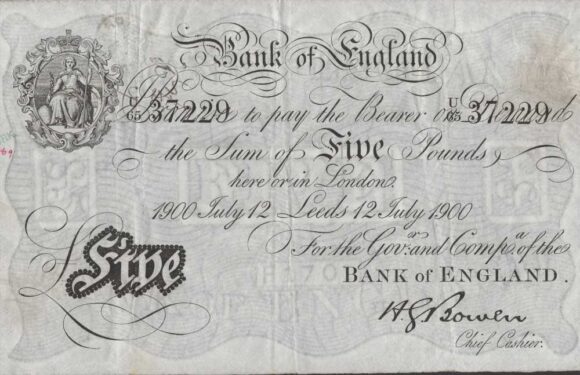 Bank of England
U/65 37229 to pay the Bearer on Demand U/65 37229
the Sum of Five Pounds
here or in London.
1900 July 12 Leeds 12 July 1900
For the Govr. and Compa. of the
BANK of ENGLAND.
£ Five
H G Bowen
Chief Cashier.